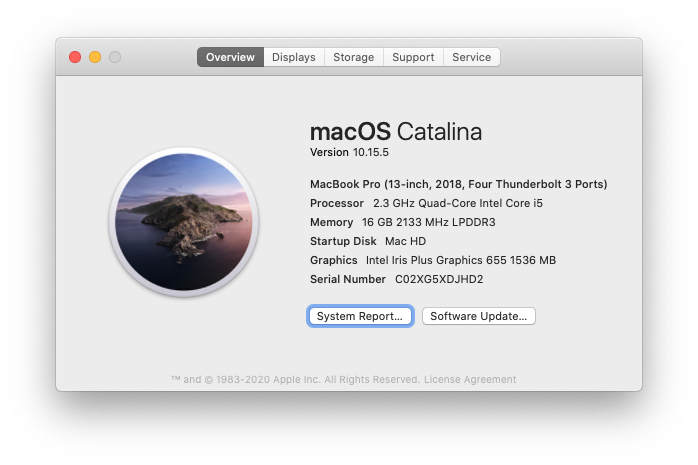 Overview Displays Storage Support Service
macOS Catalina
Version 10.15.5
MacBook Pro (13-inch, 2018, Four Thunderbolt 3 Ports)
Processor 2.3 GHz Quad-Core Intel Core i5
Memory 16 GB 2133 MHz LPDDR3
Startup Disk Mac HD
Graphics Intel Iris Plus Graphics 655 1536 MB
Serial Number C02XG5XDJHD2
System Report... Software Update...
™ and © 1983-2020 Apple Inc. All Rights Reserved. License Agreement